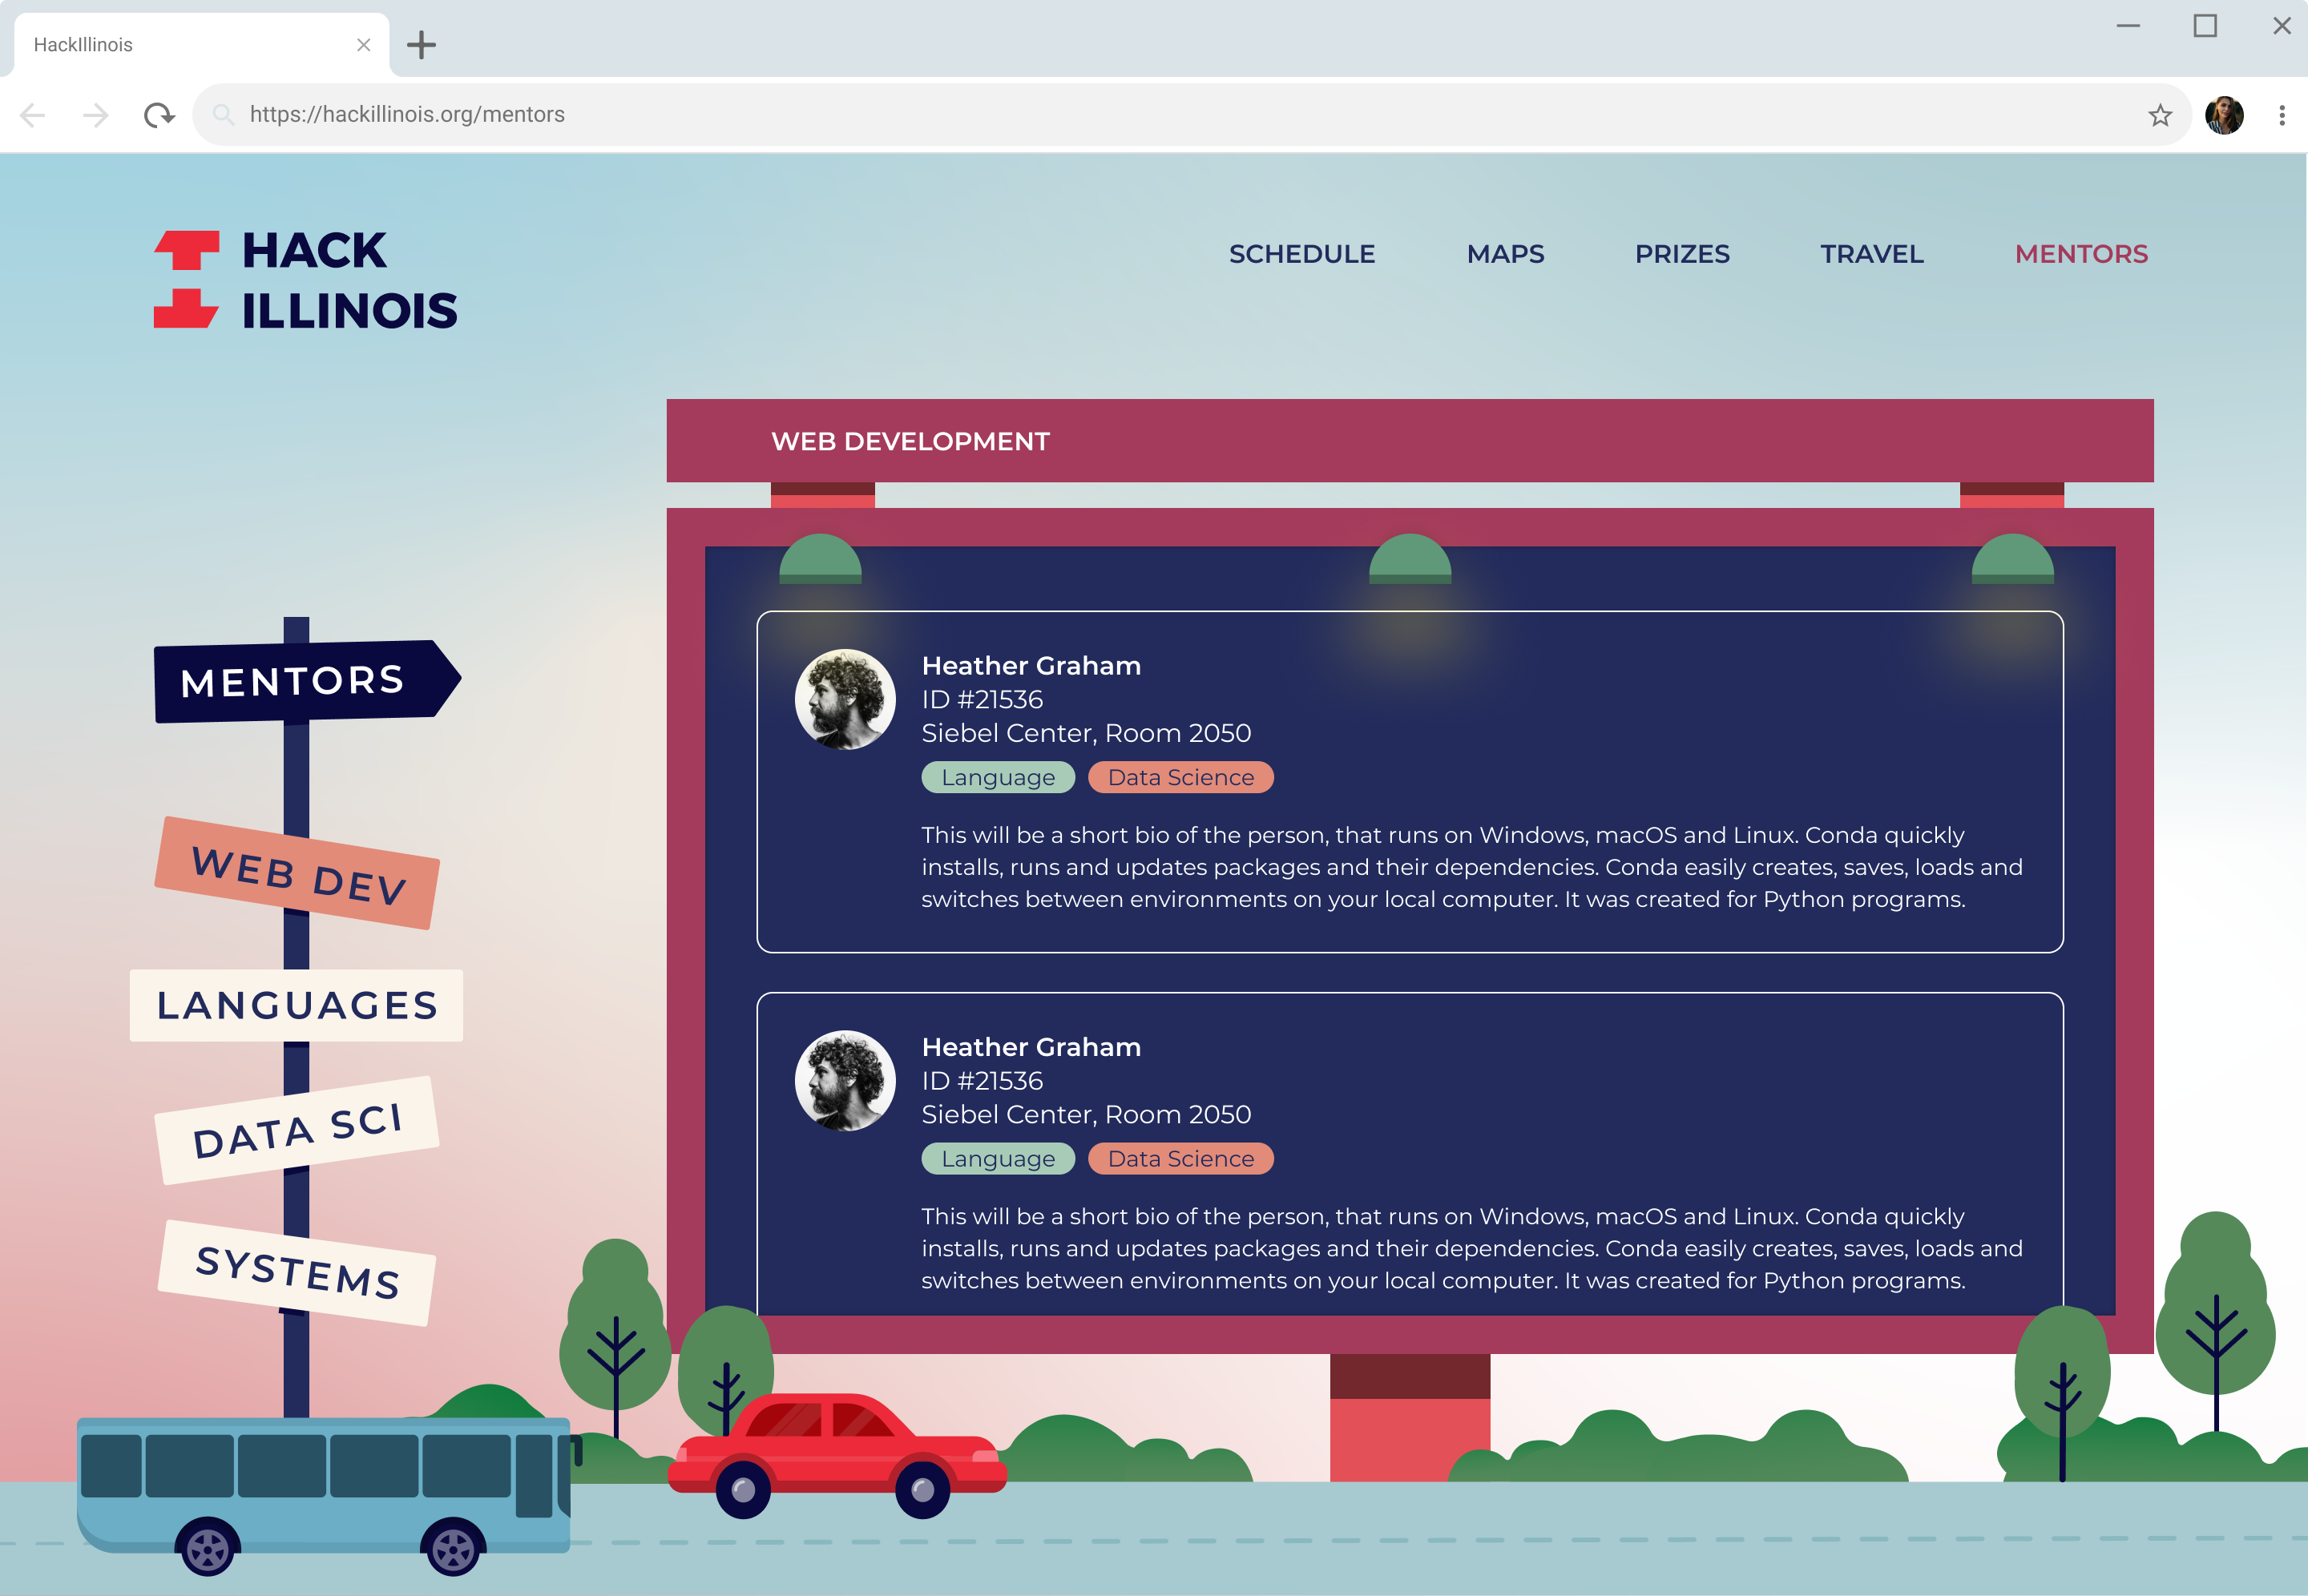 HackIllinois
https://hackillinois.org/mentors
HACK
ILLINOIS
SCHEDULE MAPS PRIZES TRAVEL MENTORS
WEB DEVELOPMENT
MENTORS
WEB DEV
LANGUAGES
DATA SCI
SYSTEMS
Heather Graham
ID #21536
Siebel Center, Room 2050
Language Data Science
This will be a short bio of the person, that runs on Windows, macOS and Linux. Conda quickly
installs, runs and updates packages and their dependencies. Conda easily creates, saves, loads and
switches between environments on your local computer. It was created for Python programs.
Heather Graham
ID #21536
Siebel Center, Room 2050
Language Data Science
This will be a short bio of the person, that runs on Windows, macOS and Linux. Conda quickly
installs, runs and updates packages and their dependencies. Conda easily creates, saves, loads and
switches between environments on your local computer. It was created for Python programs.